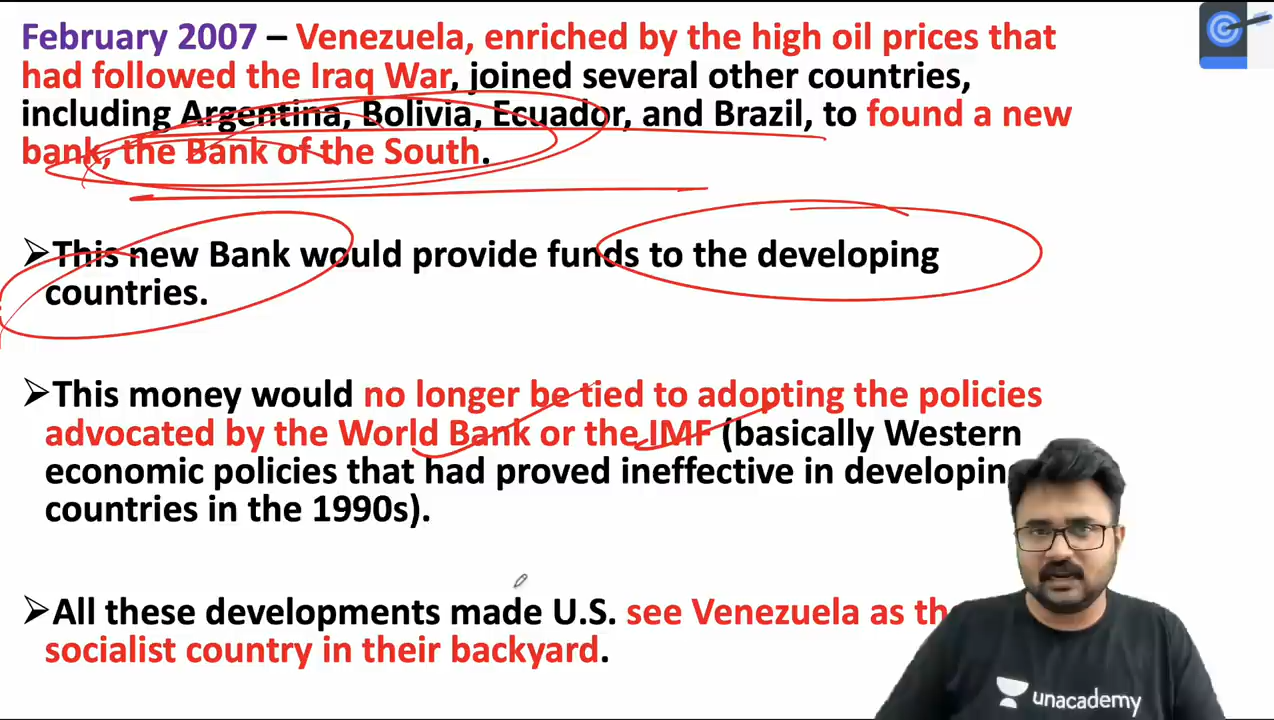 February 2007 – Venezuela, enriched by the high oil prices that
had followed the Iraq War, joined several other countries,
including Argentina, Bolivia, Ecuador, and Brazil, to found a new
bank, the Bank of the South.
➢This new Bank would provide funds to the developing
countries.
➢This money would no longer be tied to adopting the policies
advocated by the World Bank or the IMF (basically Western
economic policies that had proved ineffective in developing
countries in the 1990s).
➢All these developments made U.S. see Venezuela as
socialist country in their backyard.
unacademy